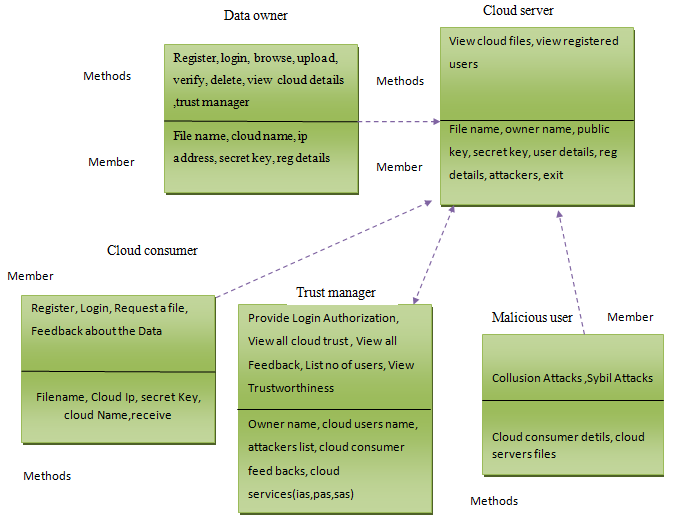 Data owner
Cloud server
Methods
Register, login, browse, upload,
verify, delete, view cloud details
,trust manager
File name, cloud name, ip
address, secret key, reg details
Member
Methods
View cloud files, view registered
users
File name, owner name, public
key, secret key, user details, reg
details, attackers, exit
Member
Cloud consumer
Member
Register, Login, Request a file,
Feedback about the Data
Filename, Cloud Ip, secret Key,
cloud Name,receive
Methods
Trust manager
Provide Login Authorization,
View all cloud trust , View all
Feedback, List no of users, View
Trustworthiness
Owner name, cloud users name,
attackers list, cloud consumer
feed backs, cloud
services(ias,pas,sas)
Malicious user
Member
Collusion Attacks ,Sybil Attacks
Cloud consumer detils, cloud
servers files
Methods